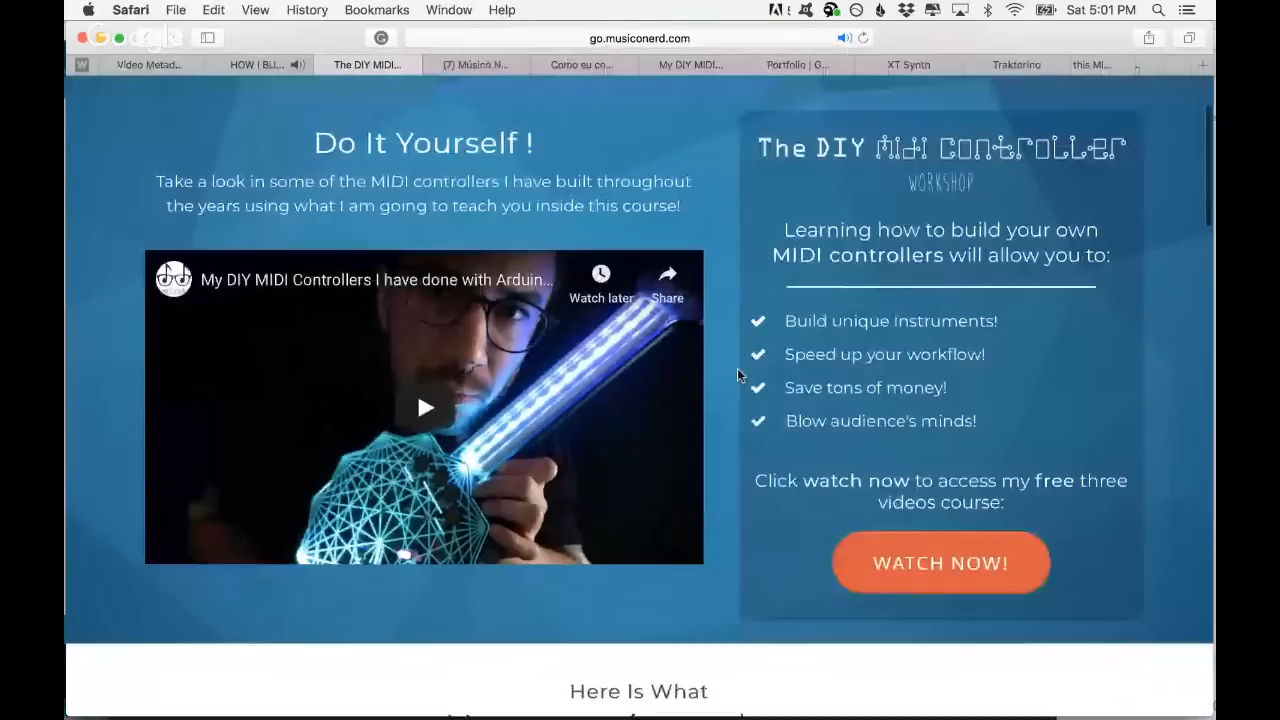 Safari File Edit View History Bookmarks Window Help
Sat 5:01 PM
go.musiconerd.com
W
Video Metad...
HOW I BU...
The DIY MIDI...
(7) Músico N...
Como eu co...
My DIY MIDI...
Portfolio | G...
XT Synth
Traktorino
this MI...
Do It Yourself !
Take a look in some of the MIDI controllers I have built throughout
the years using what I am going to teach you inside this course!
My DIY MIDI Controllers I have done with Arduin...
Watch later
Share
The DIY MIDI CONTROLLER
WORKSHOP
Learning how to build your own
MIDI controllers will allow you to:
Build unique instruments!
Speed up your workflow!
Save tons of money!
Blow audience's minds!
Click watch now to access my free three
videos course:
WATCH NOW!
Here Is What